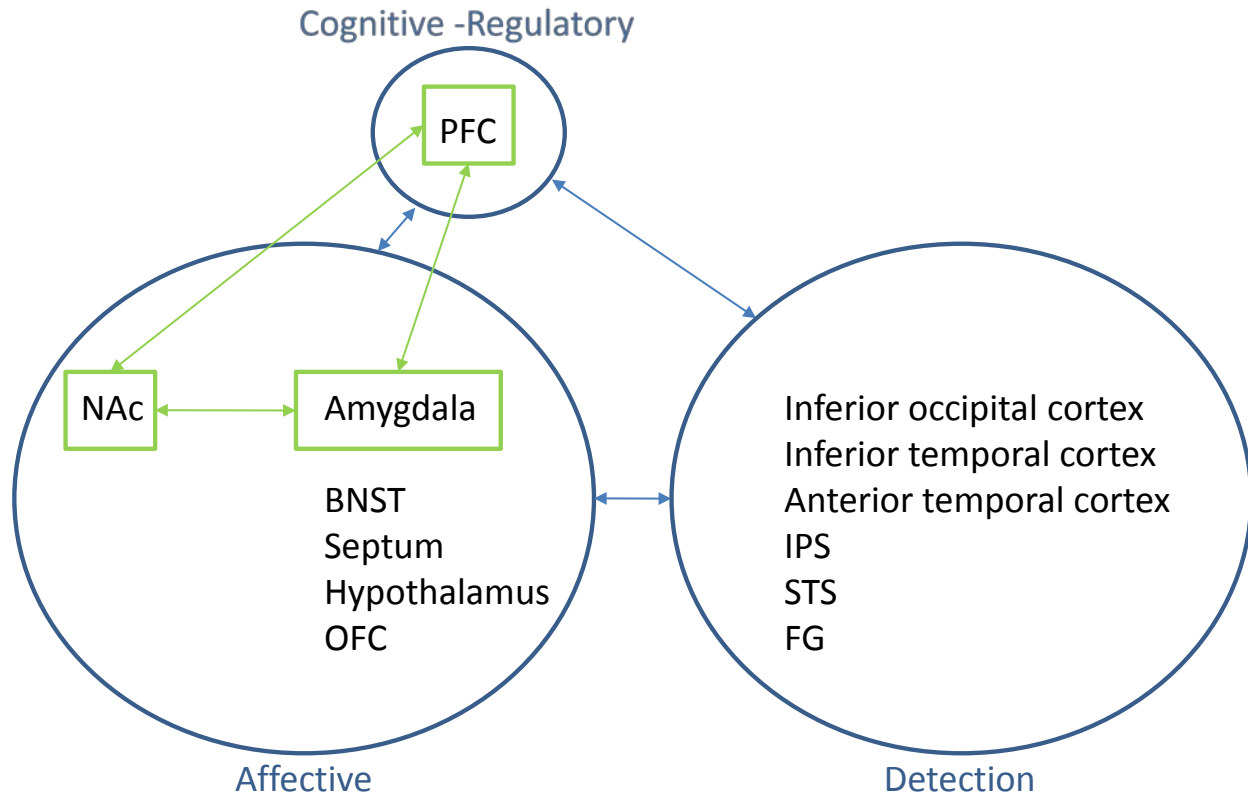 Cognitive -Regulatory
PFC
NAc
Amygdala
BNST
Septum
Hypothalamus
OFC
Inferior occipital cortex
Inferior temporal cortex
Anterior temporal cortex
IPS
STS
FG
Affective
Detection